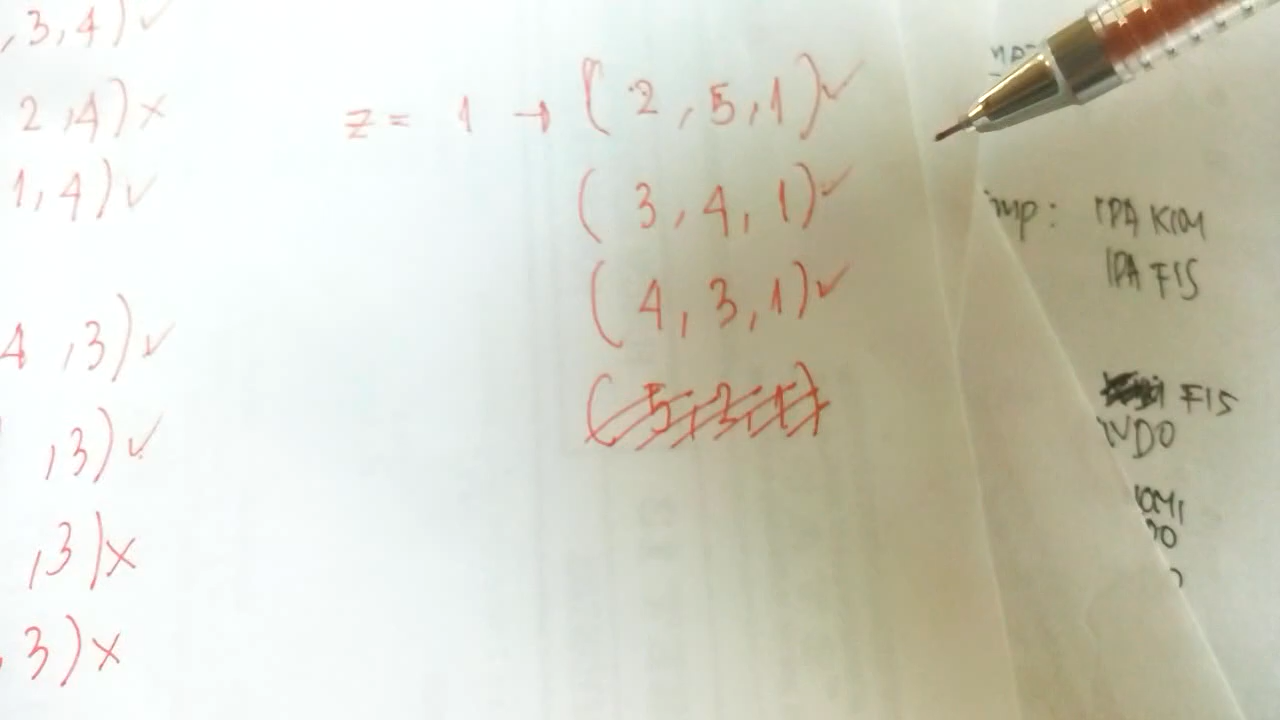 ,3,4) ✓
2,4) x
1,4) ✓
4,3) ✓
,3) ✓
,3) x
,3) x
z = 1 → (2,5,1) ✓
(3,4,1) ✓
(4,3,1) ✓
(5,2,1)
mp: IPA KIM
IPA FIS
FIS